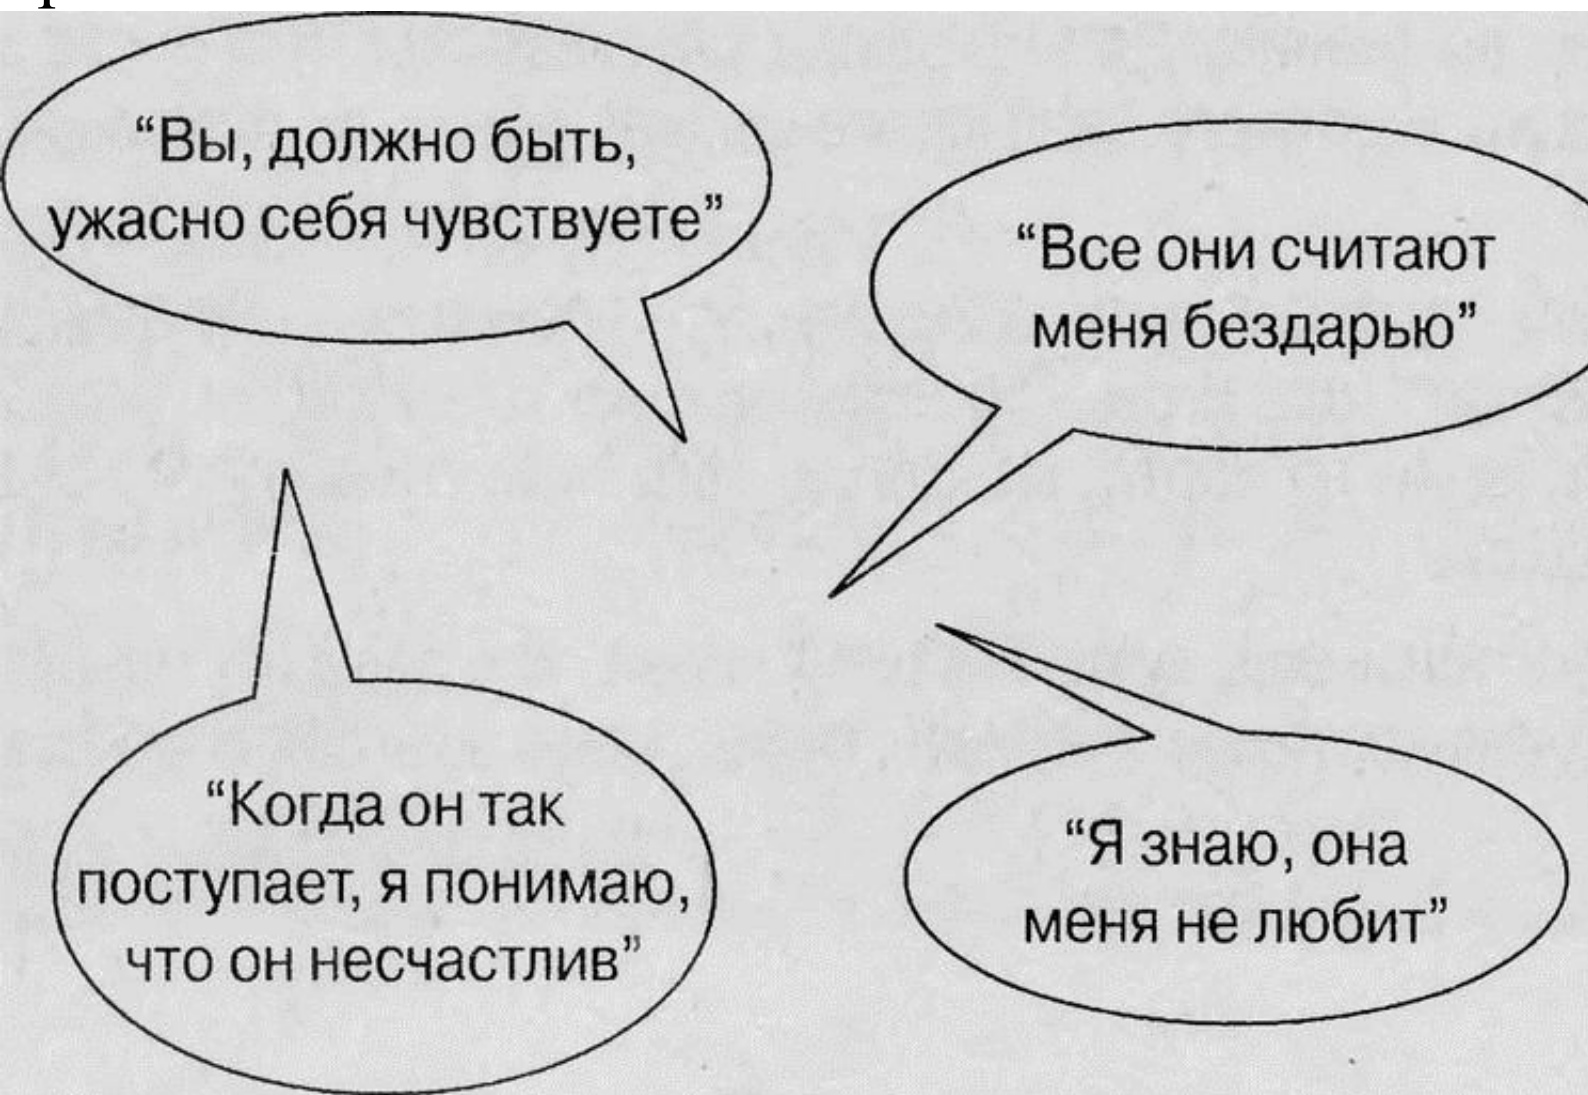 “Вы, должно быть,
ужасно себя чувствуете”
“Все они считают
меня бездарью”
“Когда он так
поступает, я понимаю,
что он несчастлив”
“Я знаю, она
меня не любит”